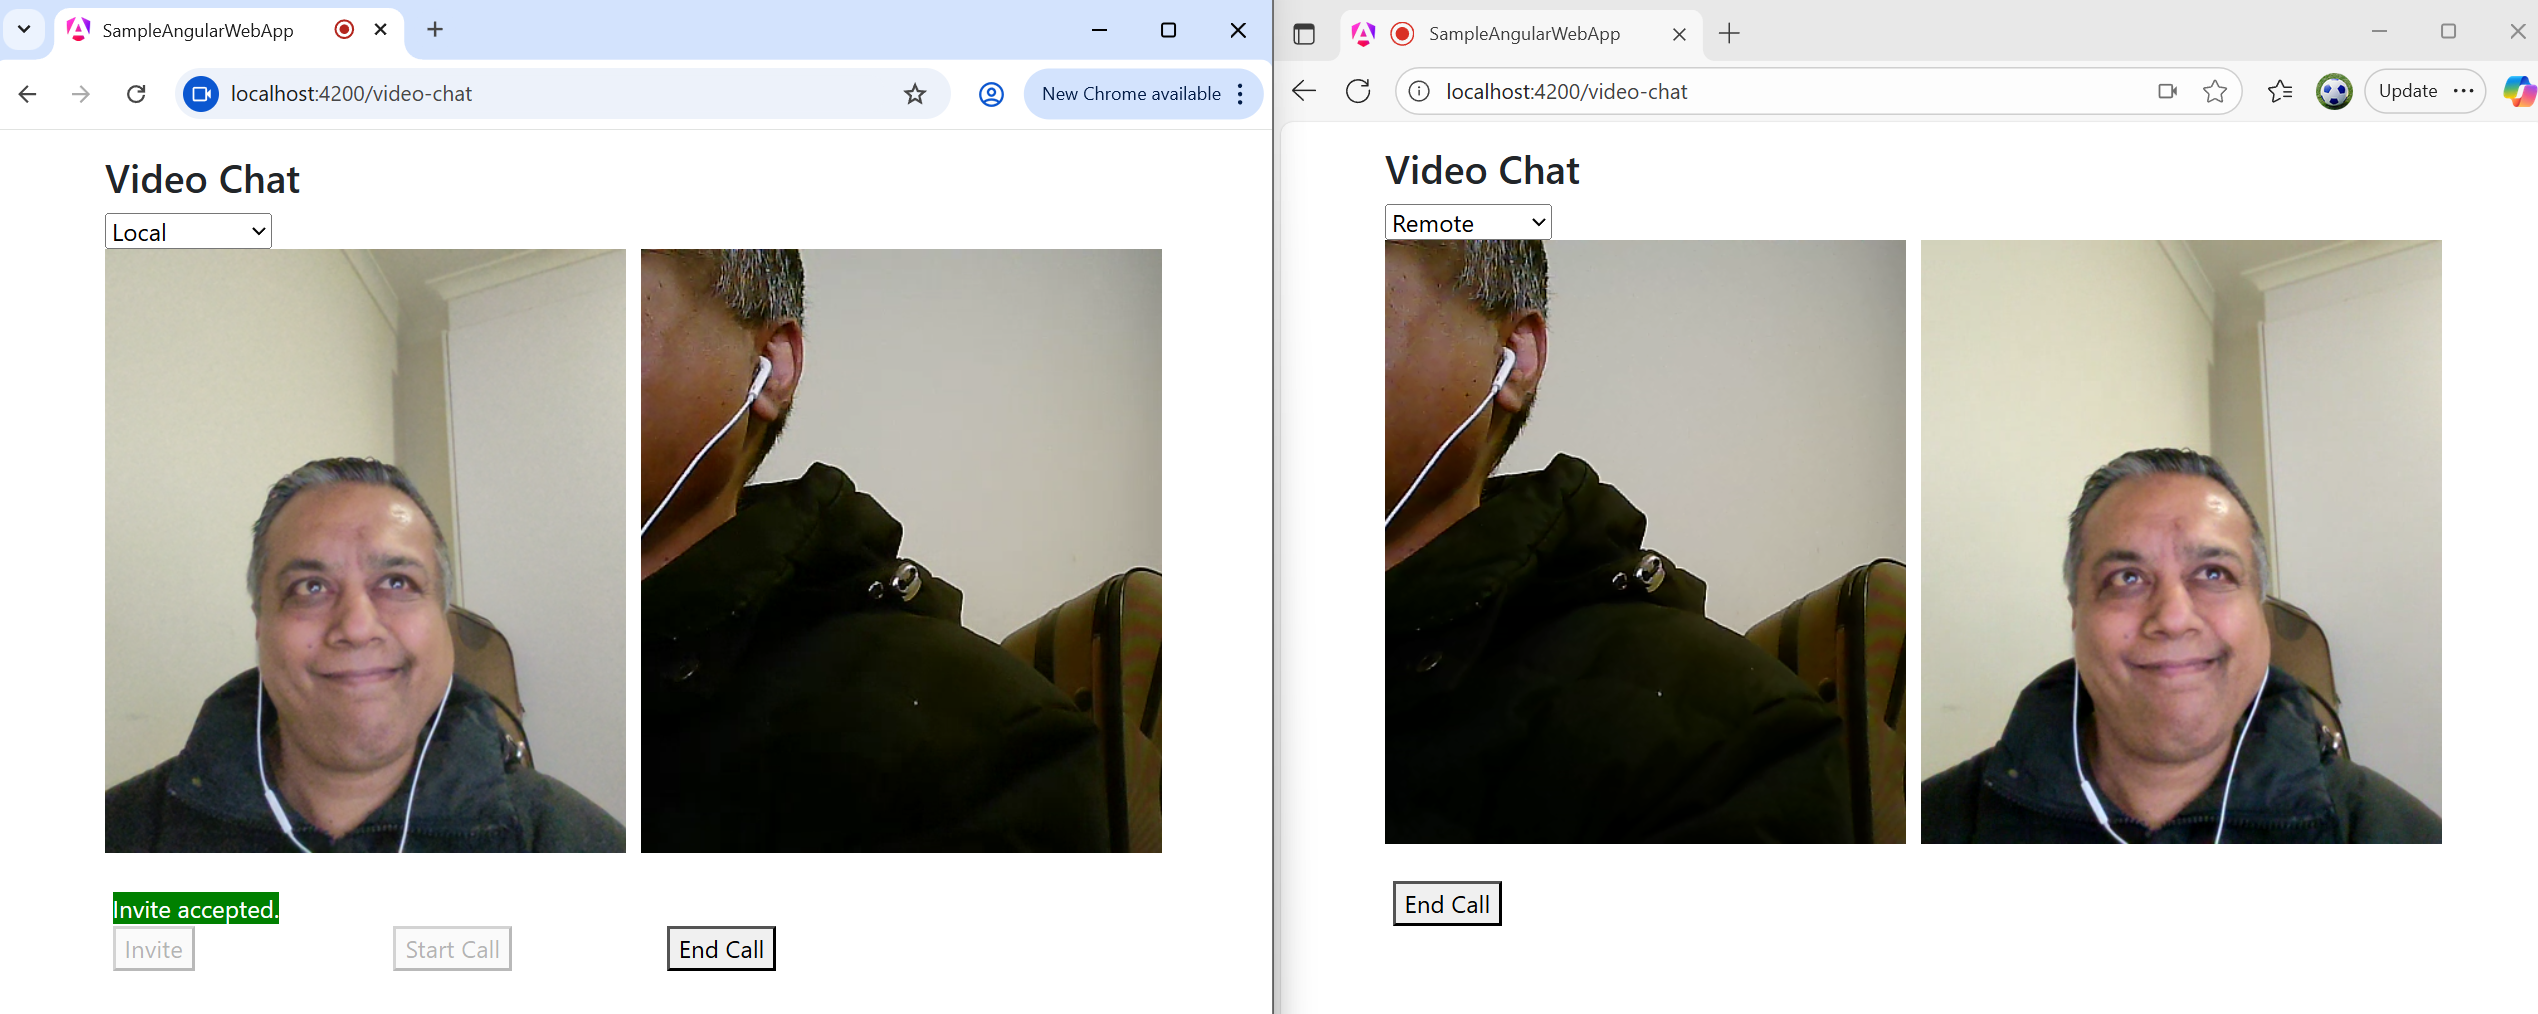 SampleAngularWebApp
localhost:4200/video-chat
New Chrome available
Video Chat
Local
Invite accepted.
Invite
Start Call
End Call
SampleAngularWebApp
localhost:4200/video-chat
Update
Video Chat
Remote
End Call